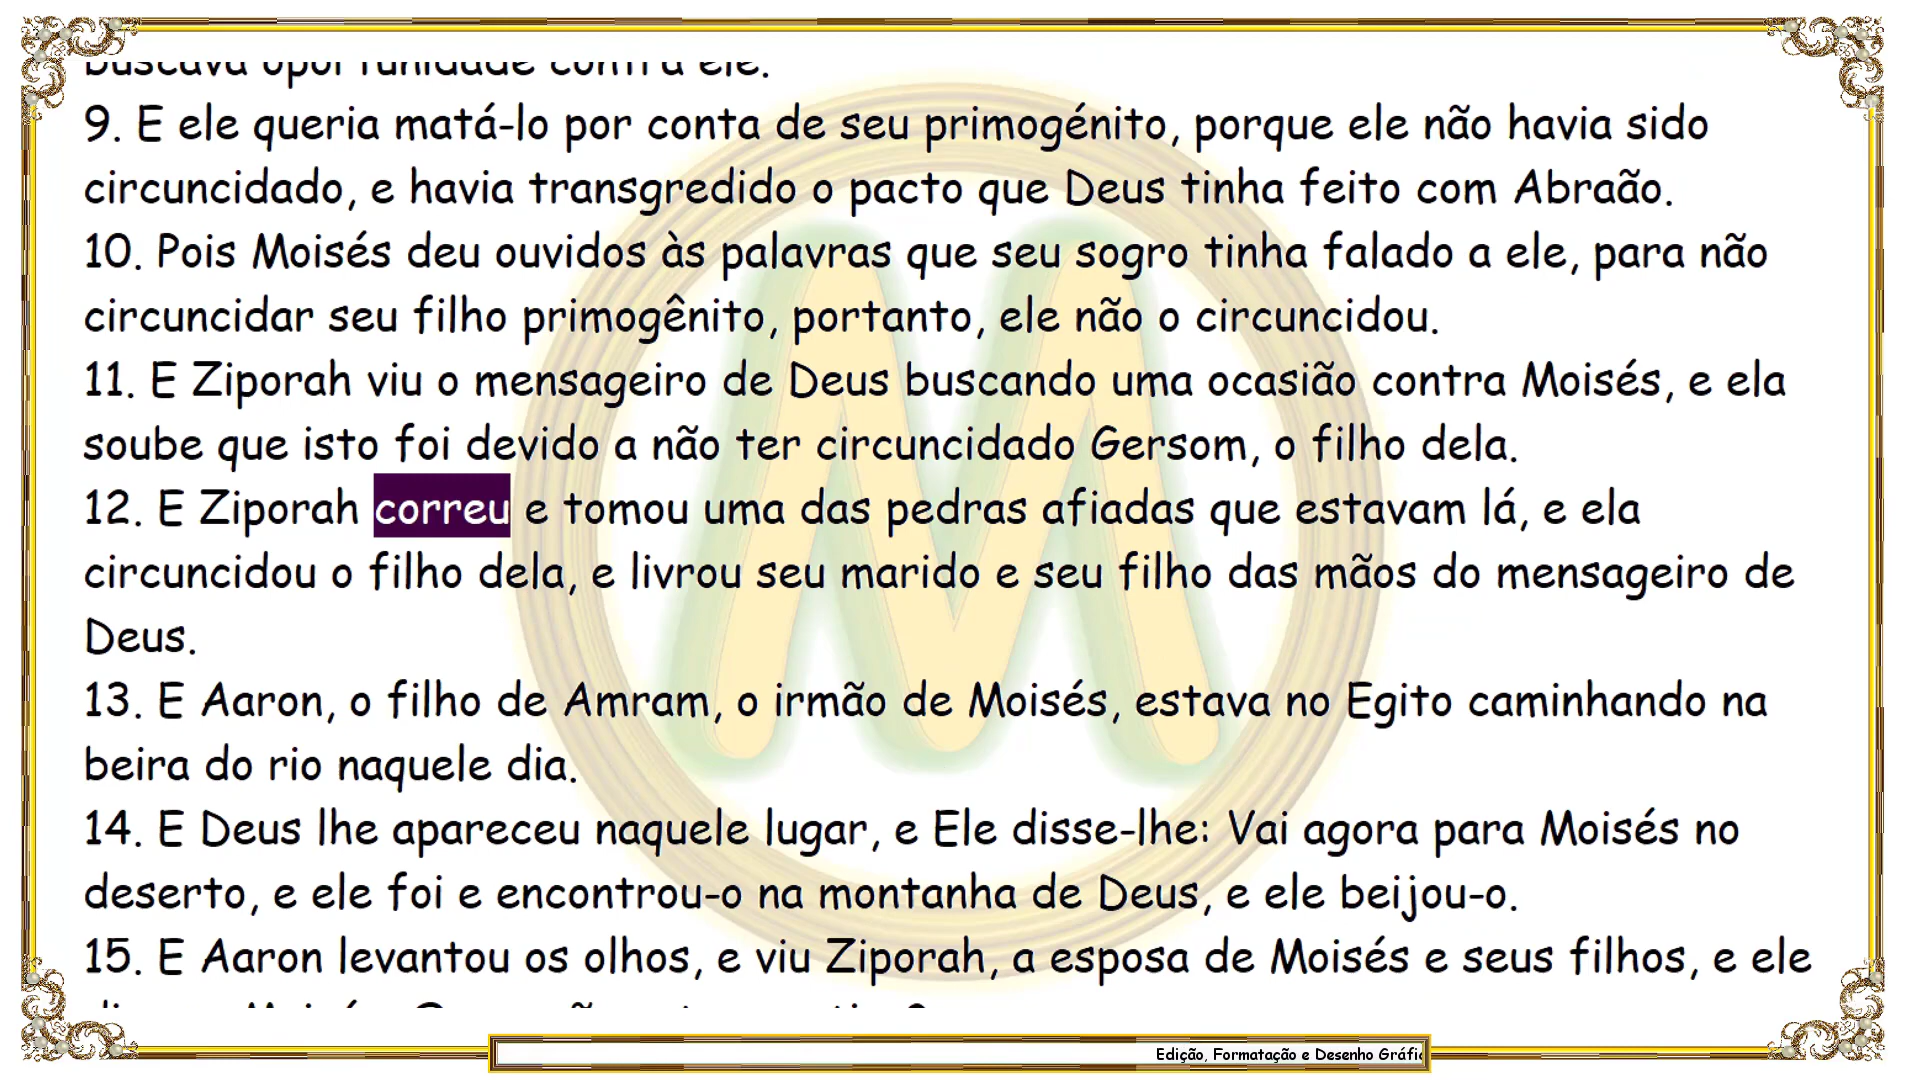 buscava oportunidade contra ele.
9. E ele queria matá-lo por conta de seu primogénito, porque ele não havia sido
circuncidado, e havia transgredido o pacto que Deus tinha feito com Abraão.
10. Pois Moisés deu ouvidos às palavras que seu sogro tinha falado a ele, para não
circuncidar seu filho primogênito, portanto, ele não o circuncidou.
11. E Ziporah viu o mensageiro de Deus buscando uma ocasião contra Moisés, e ela
soube que isto foi devido a não ter circuncidado Gersom, o filho dela.
12. E Ziporah correu e tomou uma das pedras afiadas que estavam lá, e ela
circuncidou o filho dela, e livrou seu marido e seu filho das mãos do mensageiro de
Deus.
13. E Aaron, o filho de Amram, o irmão de Moisés, estava no Egito caminhando na
beira do rio naquele dia.
14. E Deus lhe apareceu naquele lugar, e Ele disse-lhe: Vai agora para Moisés no
deserto, e ele foi e encontrou-o na montanha de Deus, e ele beijou-o.
15. E Aaron levantou os olhos, e viu Ziporah, a esposa de Moisés e seus filhos, e ele
Edição, Formatação e Desenho Gráfic